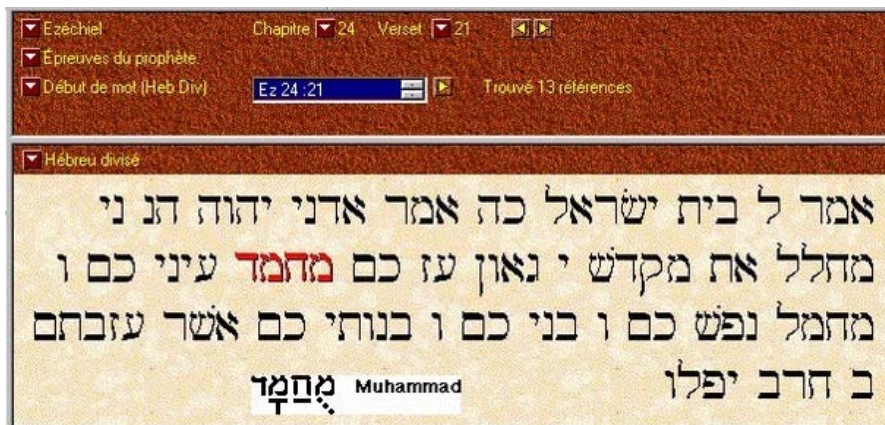 Ezéchiel Chapitre 24 Verset 21
Épreuves du prophète.
Début de mot (Heb Div) Ez 24 :21 Trouvé 13 références
Hébreu divisé
אמר ל בית ישראל כה אמר אדני יהוה הנ ני
מחלל את מקדש י גאון עז כם מחמד עיני כם ו
מחמל נפש כם ו בני כם ו בנותי כם אשר עזבתם
ב חרב יפלו
מֻחַמָד Muhammad